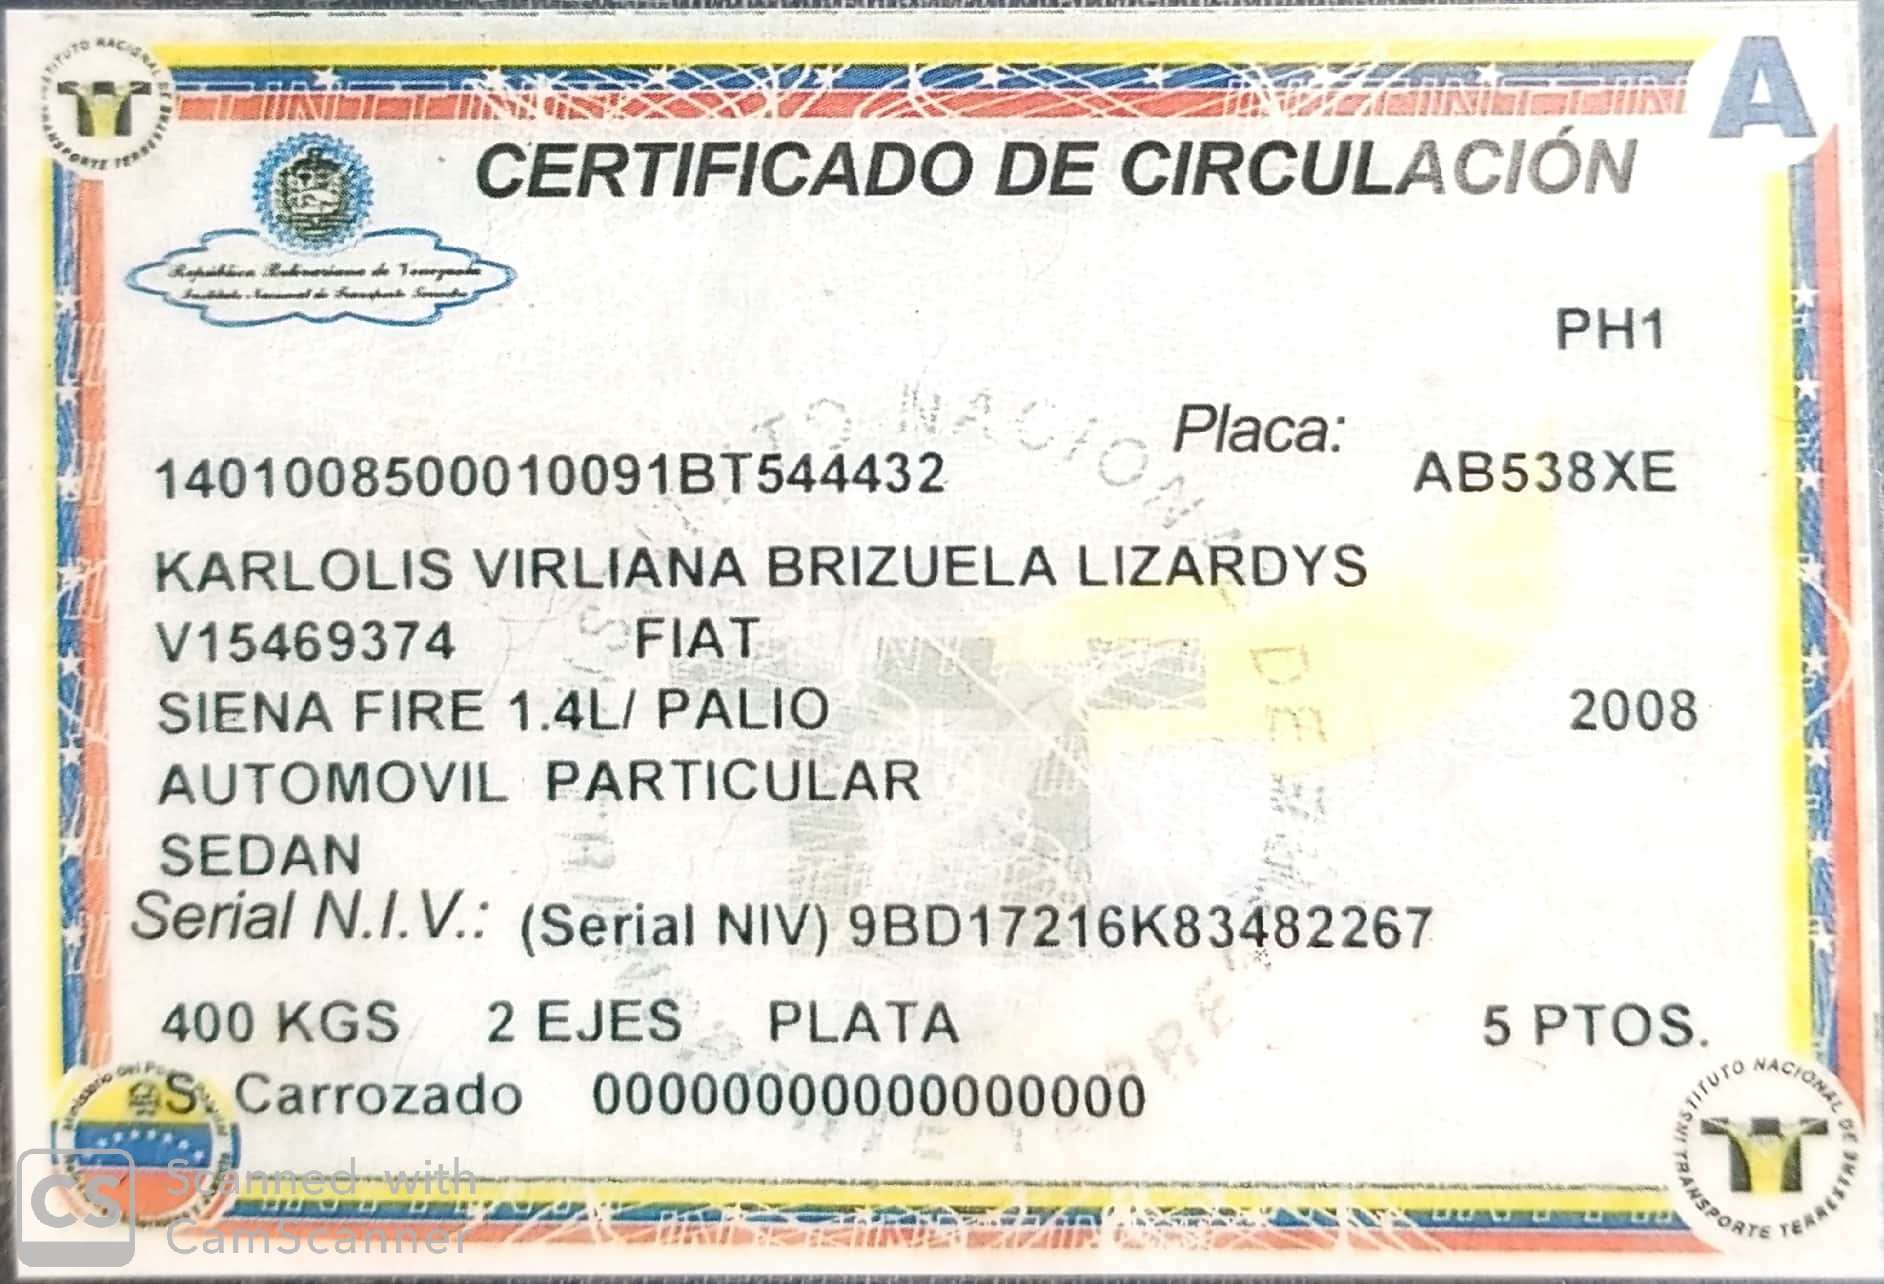 INSTITUTO NACIONAL DE TRANSPORTE TERRESTRE
A
CERTIFICADO DE CIRCULACIÓN
República Bolivariana de Venezuela
Instituto Nacional de Transporte Terrestre
PH1
Placa:
1401008500010091BT544432 AB538XE
KARLOLIS VIRLIANA BRIZUELA LIZARDYS
V15469374 FIAT
SIENA FIRE 1.4L/ PALIO 2008
AUTOMOVIL PARTICULAR
SEDAN
Serial N.I.V.: (Serial NIV) 9BD17216K83482267
400 KGS 2 EJES PLATA 5 PTOS.
S. Carrozado 00000000000000000
INSTITUTO NACIONAL DE TRANSPORTE TERRESTRE
CS Scanned with
CamScanner